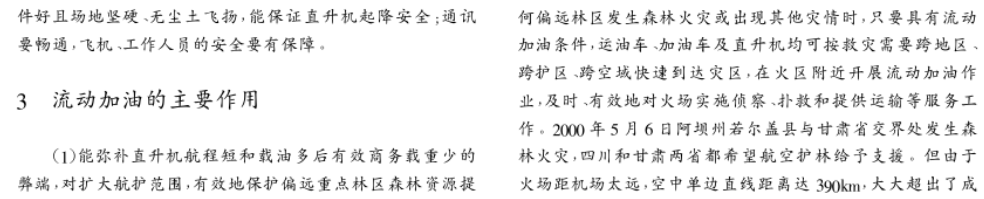 件好且场地坚硬、无尘土飞扬,能保证直升机起降安全;通讯
要畅通,飞机、工作人员的安全要有保障。
3 流动加油的主要作用
(1)能弥补直升机航程短和载油多后有效商务载重少的
弊端,对扩大航护范围,有效地保护偏远重点林区森林资源提
何偏远林区发生森林火灾或出现其他灾情时,只要具有流动
加油条件,运油车、加油车及直升机均可按救灾需要跨地区、
跨护区、跨空域快速到达灾区,在火区附近开展流动加油作
业,及时、有效地对火场实施侦察、扑救和提供运输等服务工
作。2000年5月6日阿坝州若尔盖县与甘肃省交界处发生森
林火灾,四川和甘肃两省都希望航空护林给予支援。但由于
火场距机场太远,空中单边直线距离达390km,大大超出了成